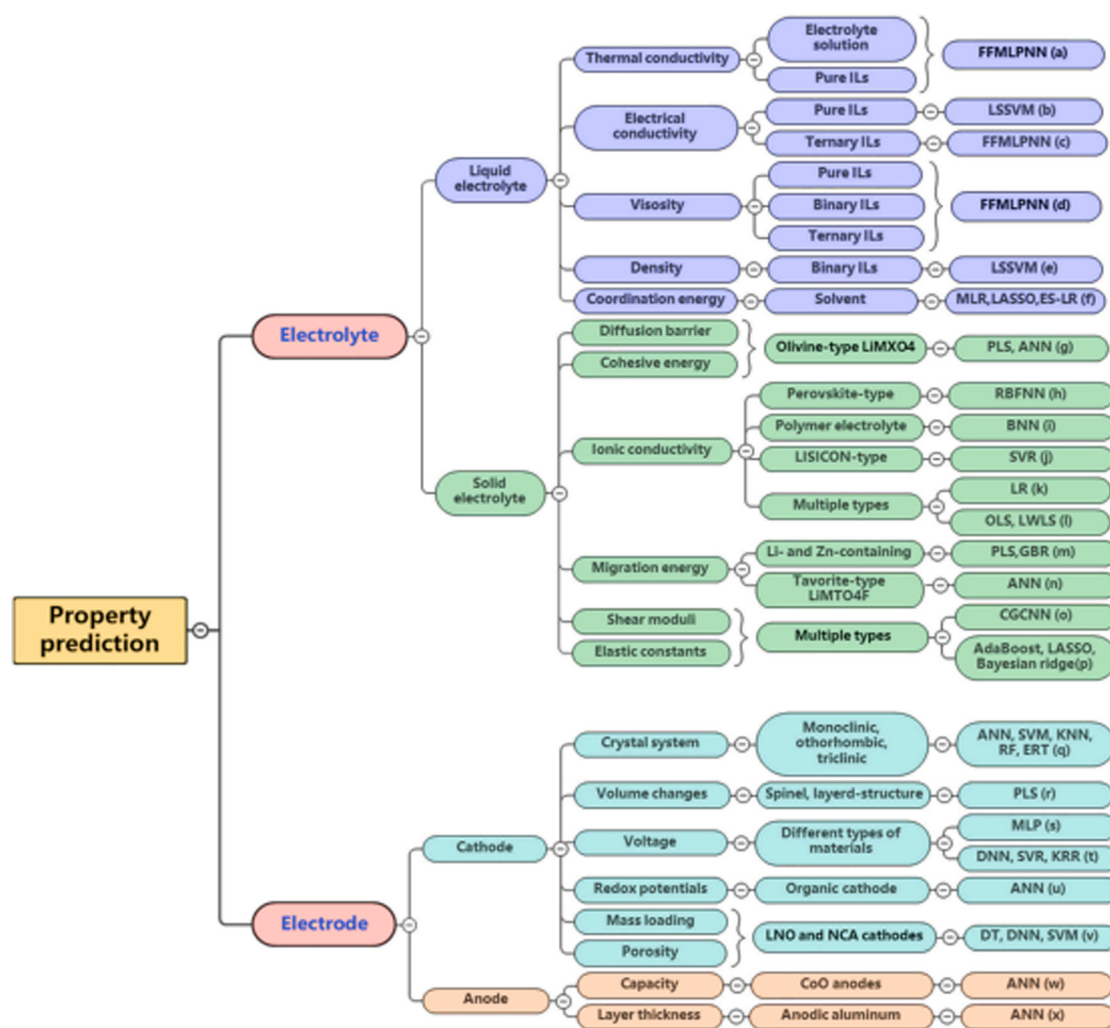 Property
prediction
Electrolyte
Liquid
electrolyte
Thermal conductivity
Electrolyte
solution
Pure ILs
FFMLPNN (a)
Electrical
conductivity
Pure ILs
LSSVM (b)
Ternary ILs
FFMLPNN (c)
Visosity
Pure ILs
Binary ILs
Ternary ILs
FFMLPNN (d)
Density
Binary ILs
LSSVM (e)
Coordination energy
Solvent
MLR,LASSO,ES-LR (f)
Solid
electrolyte
Diffusion barrier
Cohesive energy
Olivine-type LiMXO4
PLS, ANN (g)
Ionic conductivity
Perovskite-type
RBFNN (h)
Polymer electrolyte
BNN (i)
LISICON-type
SVR (j)
Multiple types
LR (k)
OLS, LWLS (l)
Migration energy
Li- and Zn-containing
PLS,GBR (m)
Tavorite-type
LiMTO4F
ANN (n)
Shear moduli
Elastic constants
Multiple types
CGCNN (o)
AdaBoost, LASSO,
Bayesian ridge(p)
Electrode
Cathode
Crystal system
Monoclinic,
othorhombic,
triclinic
ANN, SVM, KNN,
RF, ERT (q)
Volume changes
Spinel, layerd-structure
PLS (r)
Voltage
Different types of
materials
MLP (s)
DNN, SVR, KRR (t)
Redox potentials
Organic cathode
ANN (u)
Mass loading
Porosity
LNO and NCA cathodes
DT, DNN, SVM (v)
Anode
Capacity
CoO anodes
ANN (w)
Layer thickness
Anodic aluminum
ANN (x)